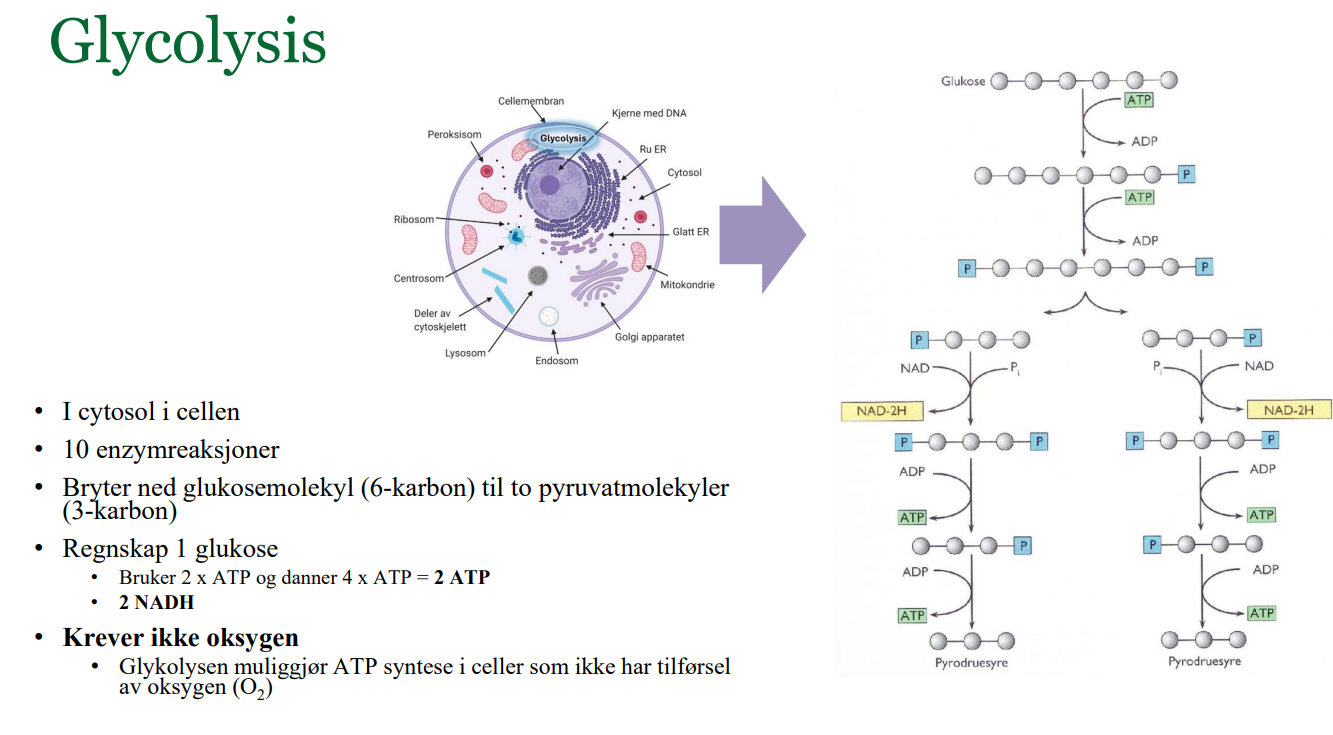 Glycolysis
Cellemembran
Kjerne med DNA
Peroksisom
Glycolysis
Ru ER
Cytosol
Ribosom
Glatt ER
Centrosom
Mitokondrie
Deler av
cytoskjelett
Golgi apparatet
Lysosom
Endosom
• I cytosol i cellen
• 10 enzymreaksjoner
• Bryter ned glukosemolekyl (6-karbon) til to pyruvatmolekyler
(3-karbon)
• Regnskap 1 glukose
• Bruker 2 x ATP og danner 4 x ATP = 2 ATP
• 2 NADH
• Krever ikke oksygen
• Glykolysen muliggjør ATP syntese i celler som ikke har tilførsel
av oksygen (O₂)
Glukose
ATP
ADP
P
ATP
ADP
P P
P P
NAD Pᵢ Pᵢ NAD
NAD-2H NAD-2H
P P P P
ADP ADP
ATP ATP
P P
ADP ADP
ATP ATP
Pyrodruesyre Pyrodruesyre